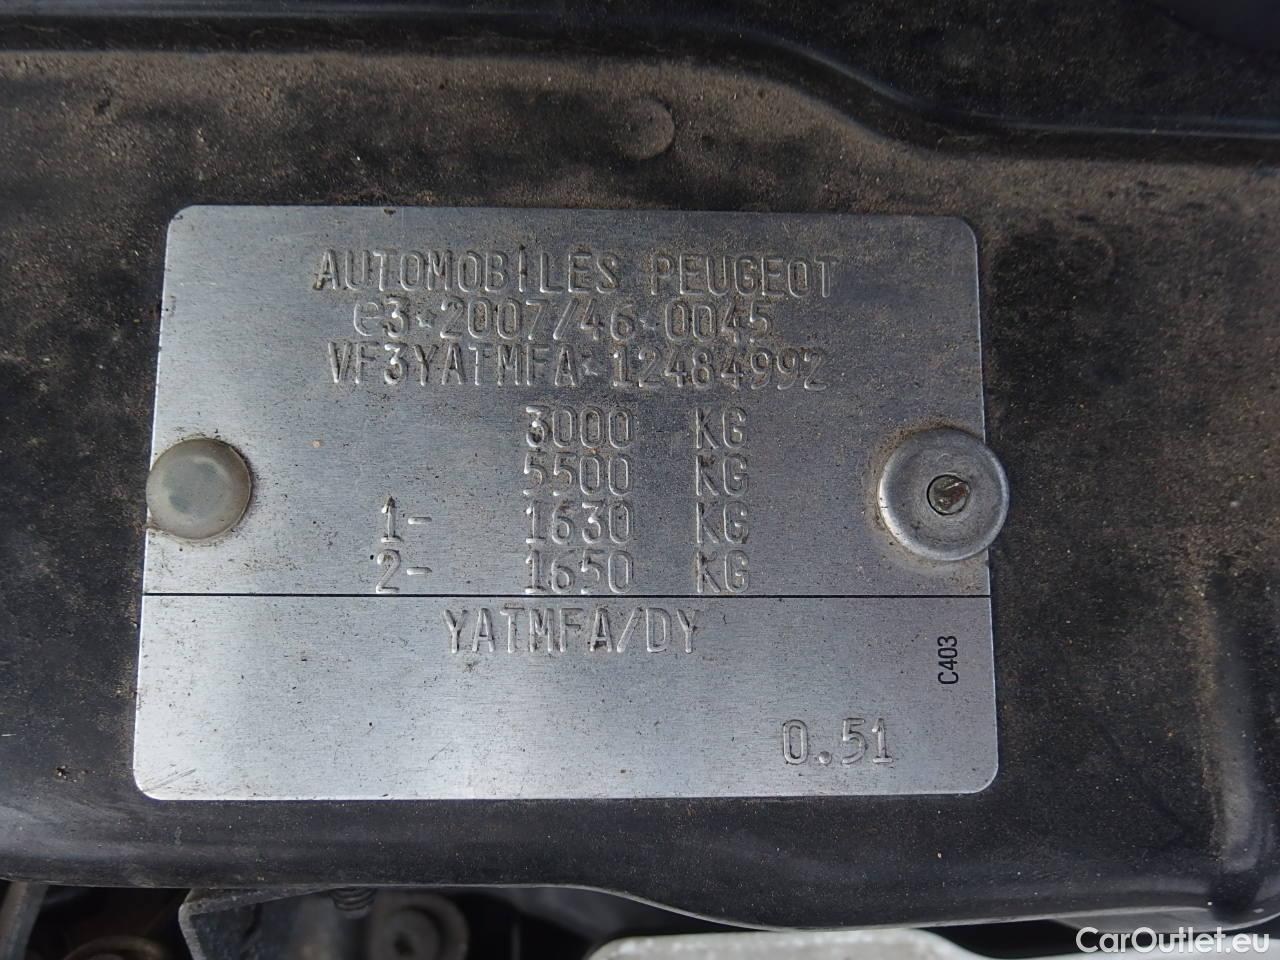 AUTOMOBILES PEUGEOT
e3*2007/46*0045
VF3YATMFA*12484992
3000 KG
5500 KG
1- 1630 KG
2- 1650 KG
YATMFA/DY
C403
0.51
CarOutlet.eu